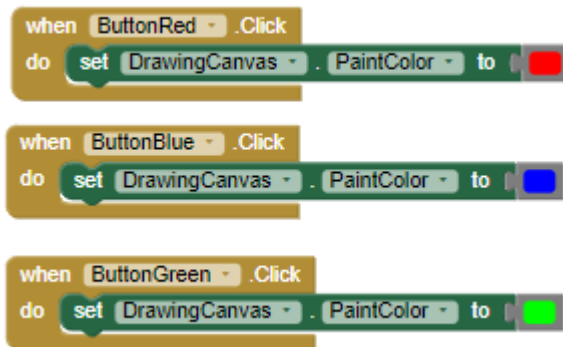 when ButtonRed .Click
do set DrawingCanvas . PaintColor to
when ButtonBlue .Click
do set DrawingCanvas . PaintColor to
when ButtonGreen .Click
do set DrawingCanvas . PaintColor to